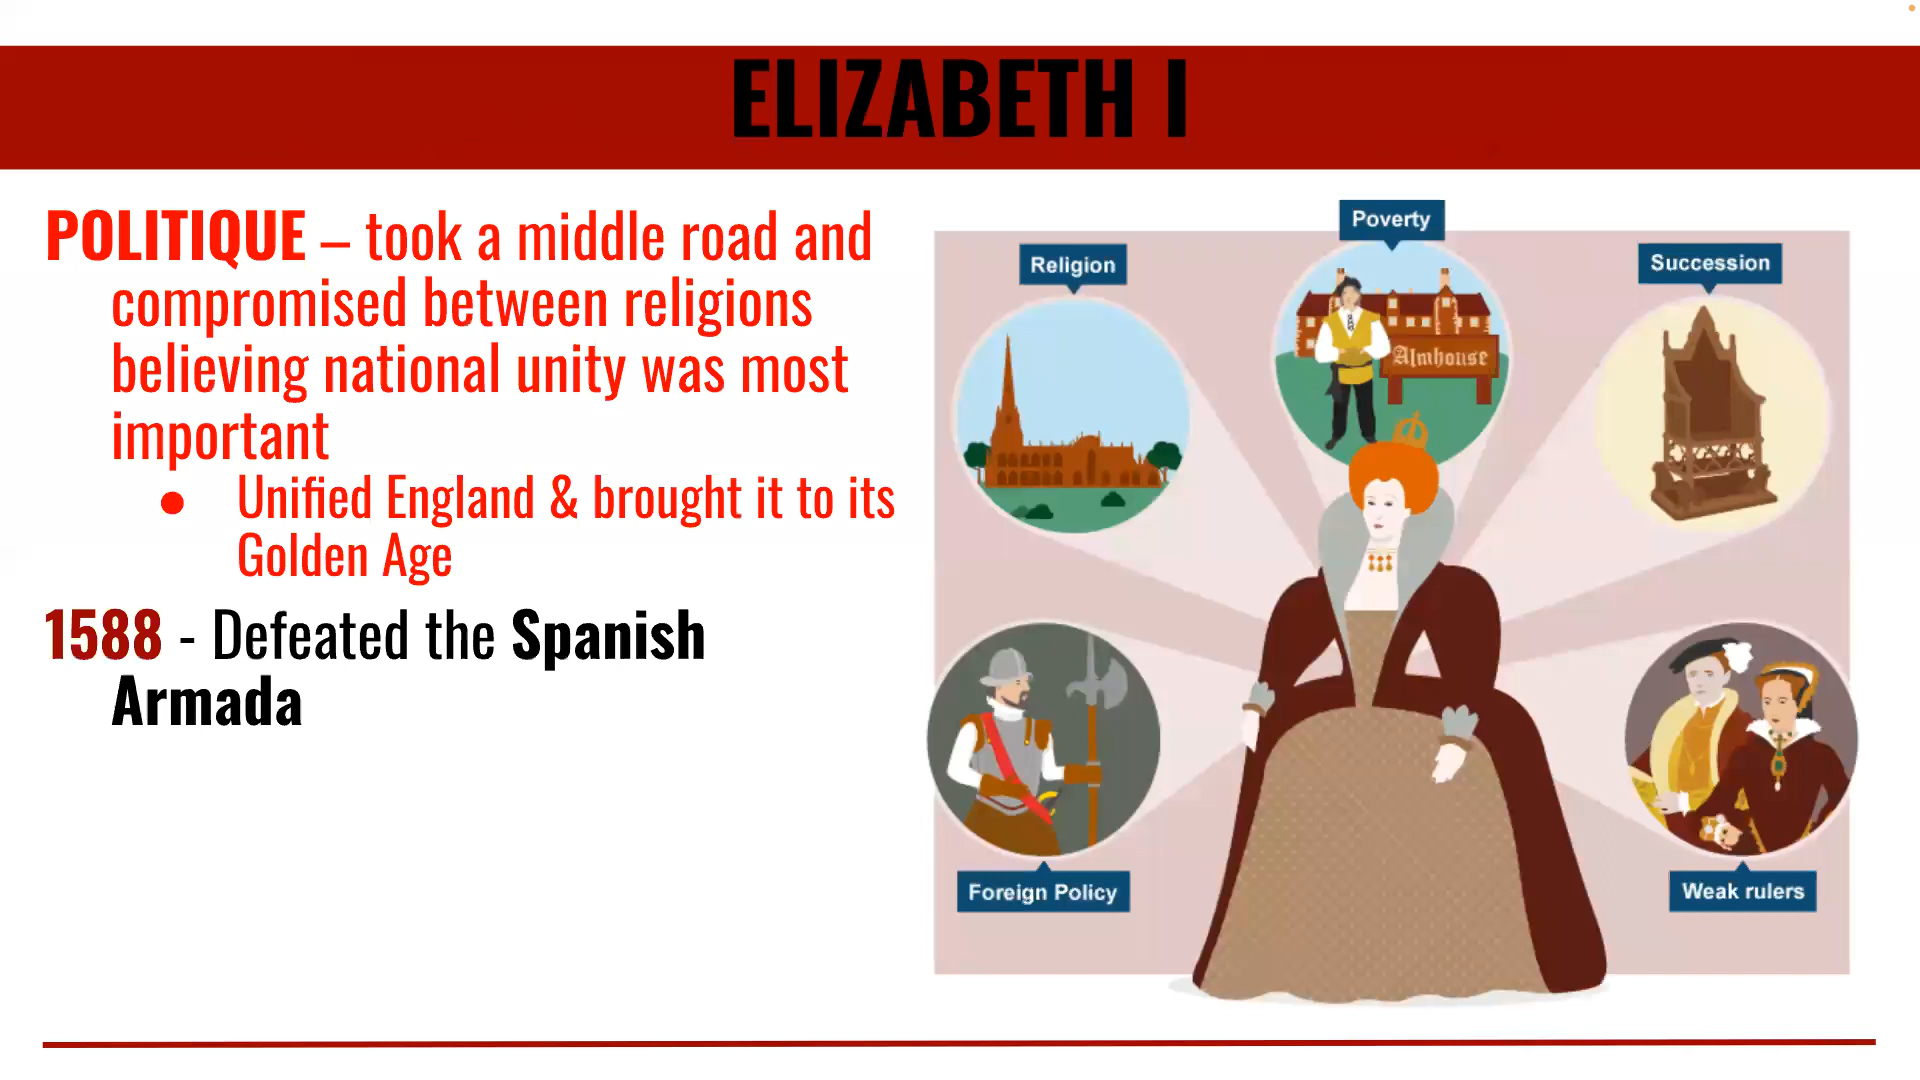 ELIZABETH I
POLITIQUE – took a middle road and
compromised between religions
believing national unity was most
important
● Unified England & brought it to its
Golden Age
1588 - Defeated the Spanish
Armada
Poverty
Religion
Succession
Almhouse
Foreign Policy
Weak rulers